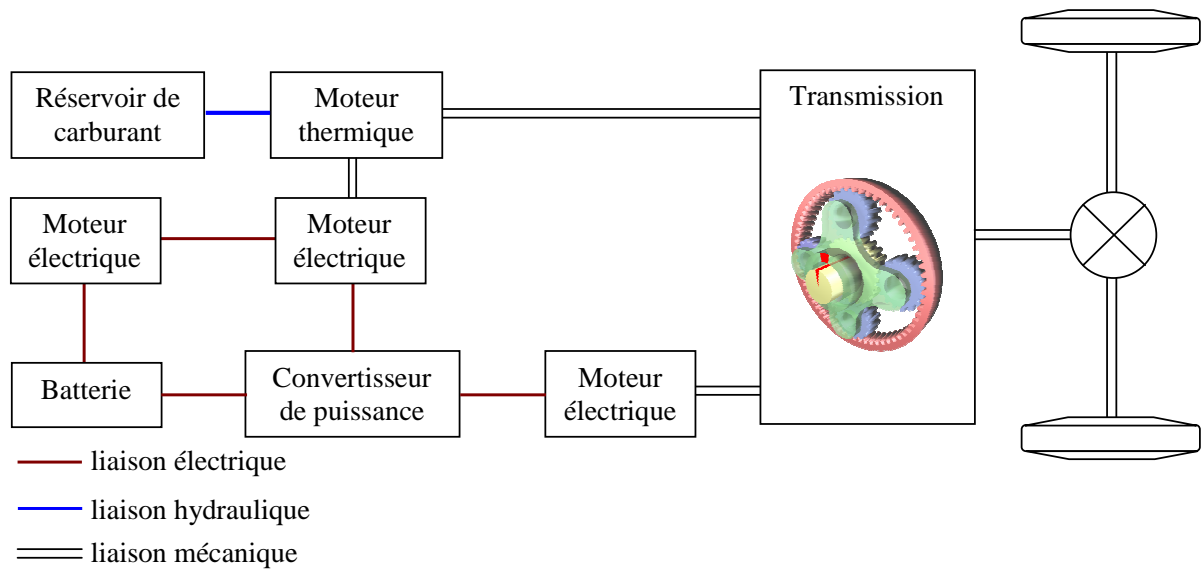 Réservoir de
carburant
Moteur
thermique
Transmission
Moteur
électrique
Moteur
électrique
Batterie
Convertisseur
de puissance
Moteur
électrique
liaison électrique
liaison hydraulique
liaison mécanique